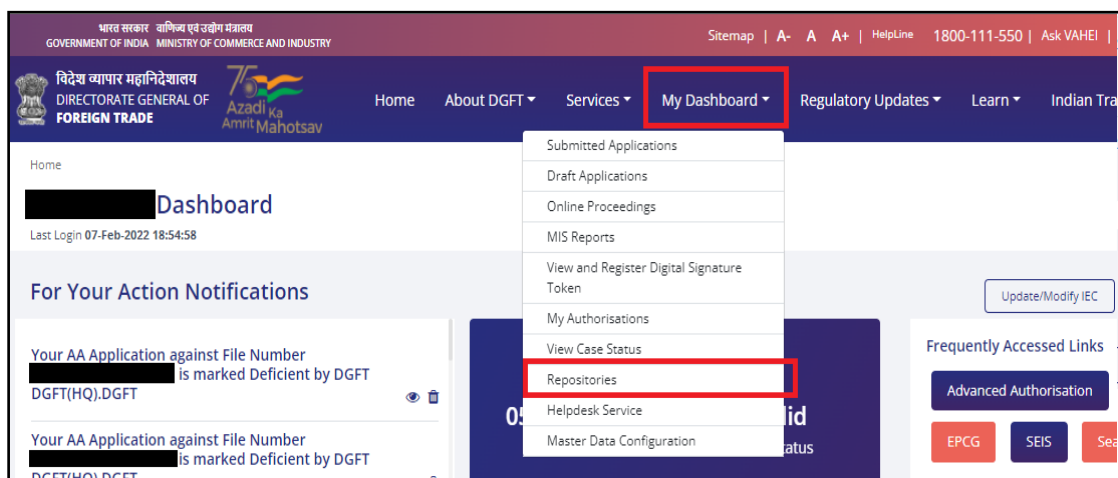 भारत सरकार वाणिज्य एवं उद्योग मंत्रालय
GOVERNMENT OF INDIA MINISTRY OF COMMERCE AND INDUSTRY
Sitemap | A- A A+ | HelpLine 1800-111-550 | Ask VAHEI |
विदेश व्यापार महानिदेशालय
DIRECTORATE GENERAL OF
FOREIGN TRADE
75
Azadi Ka
Amrit Mahotsav
Home About DGFT Services My Dashboard Regulatory Updates Learn Indian Tra
Submitted Applications
Draft Applications
Online Proceedings
MIS Reports
View and Register Digital Signature
Token
My Authorisations
View Case Status
Repositories
Helpdesk Service
Master Data Configuration
Home
Dashboard
Last Login 07-Feb-2022 18:54:58
For Your Action Notifications
Update/Modify IEC
Your AA Application against File Number
is marked Deficient by DGFT
DGFT(HQ).DGFT
Your AA Application against File Number
is marked Deficient by DGFT
DGFT(HQ).DGFT
Frequently Accessed Links
Advanced Authorisation
EPCG SEIS Sea